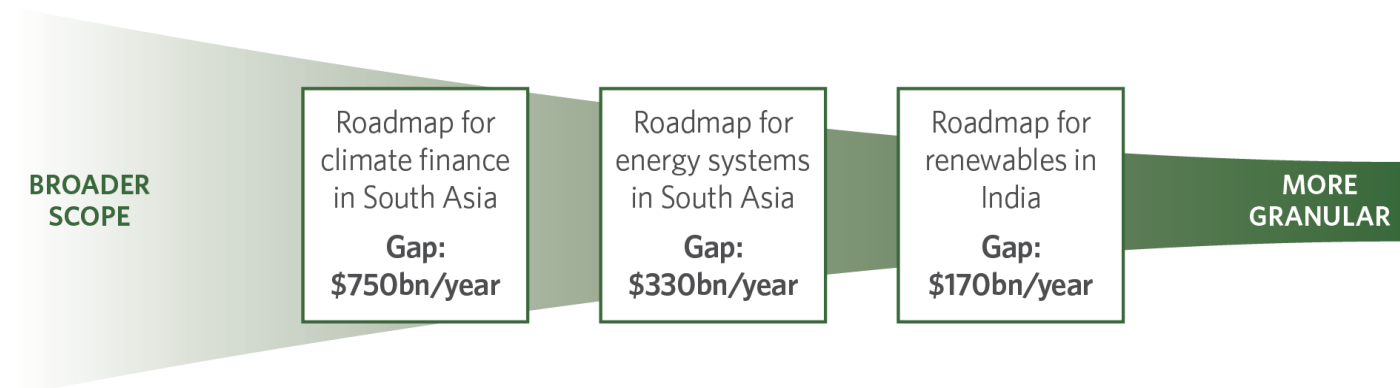 BROADER
SCOPE
Roadmap for
climate finance
in South Asia
Gap:
$750bn/year
Roadmap for
energy systems
in South Asia
Gap:
$330bn/year
Roadmap for
renewables in
India
Gap:
$170bn/year
MORE
GRANULAR